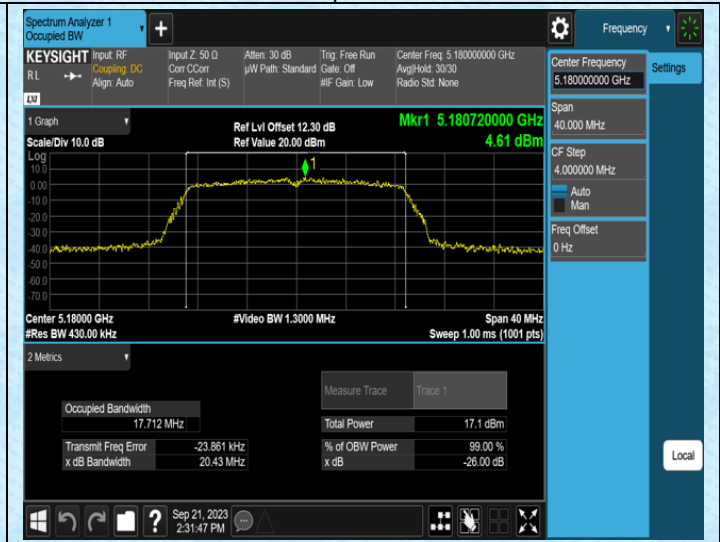 Spectrum Analyzer 1
Occupied BW
Frequency
KEYSIGHT
RL
LXI
Input: RF
Coupling: DC
Align: Auto
Input Z: 50 Ω
Corr CCorr
Freq Ref: Int (S)
Atten: 30 dB
µW Path: Standard
Trig: Free Run
Gate: Off
#IF Gain: Low
Center Freq: 5.180000000 GHz
Avg|Hold: 30/30
Radio Std: None
1 Graph
Scale/Div 10.0 dB
Ref Lvl Offset 12.30 dB
Ref Value 20.00 dBm
Mkr1 5.180720000 GHz
4.61 dBm
Log
10.0
0.00
-10.0
-20.0
-30.0
-40.0
-50.0
-60.0
-70.0
1
Center 5.18000 GHz
#Res BW 430.00 kHz
#Video BW 1.3000 MHz
Span 40 MHz
Sweep 1.00 ms (1001 pts)
2 Metrics
Measure Trace
Trace 1
Occupied Bandwidth
17.712 MHz
Total Power
17.1 dBm
Transmit Freq Error
-23.861 kHz
% of OBW Power
99.00 %
x dB Bandwidth
20.43 MHz
x dB
-26.00 dB
Center Frequency
5.180000000 GHz
Settings
Span
40.000 MHz
CF Step
4.000000 MHz
Auto
Man
Freq Offset
0 Hz
Local
?
Sep 21, 2023
2:31:47 PM